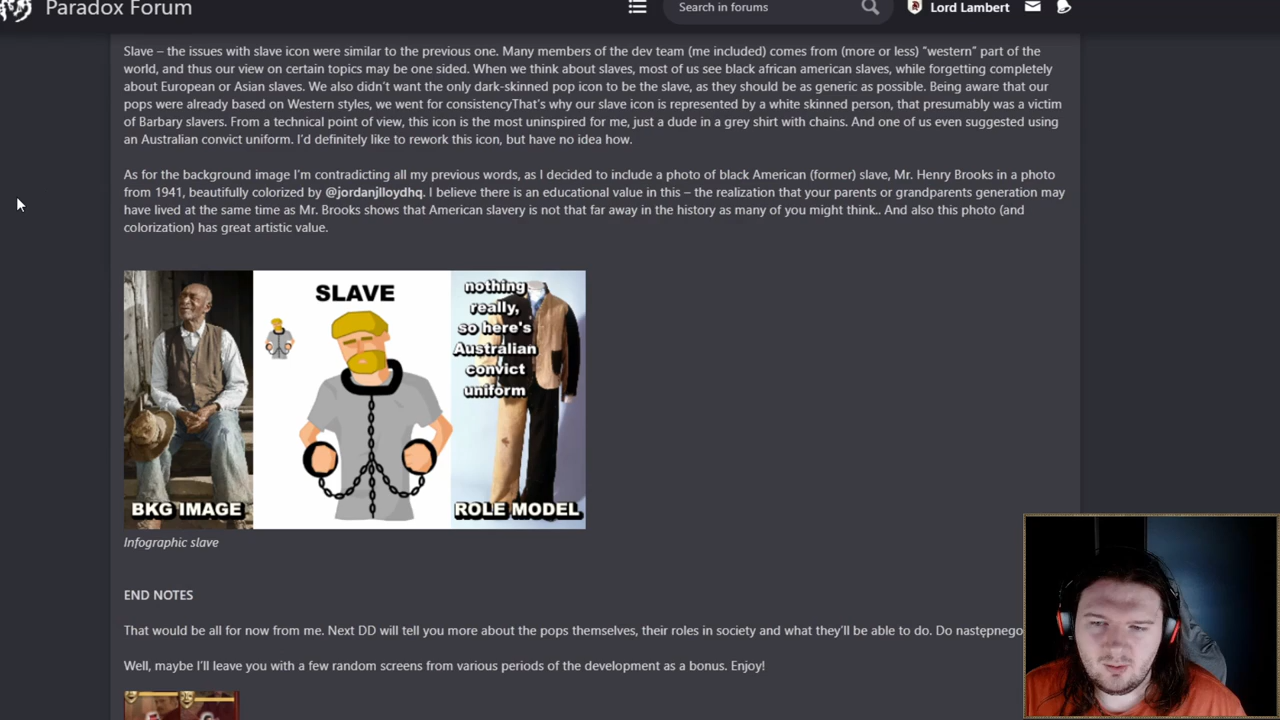 Paradox Forum
Search in forums
Lord Lambert
Slave – the issues with slave icon were similar to the previous one. Many members of the dev team (me included) comes from (more or less) "western" part of the
world, and thus our view on certain topics may be one sided. When we think about slaves, most of us see black african american slaves, while forgetting completely
about European or Asian slaves. We also didn't want the only dark-skinned pop icon to be the slave, as they should be as generic as possible. Being aware that our
pops were already based on Western styles, we went for consistencyThat's why our slave icon is represented by a white skinned person, that presumably was a victim
of Barbary slavers. From a technical point of view, this icon is the most uninspired for me, just a dude in a grey shirt with chains. And one of us even suggested using
an Australian convict uniform. I'd definitely like to rework this icon, but have no idea how.
As for the background image I'm contradicting all my previous words, as I decided to include a photo of black American (former) slave, Mr. Henry Brooks in a photo
from 1941, beautifully colorized by @jordanjlloydhq. I believe there is an educational value in this – the realization that your parents or grandparents generation may
have lived at the same time as Mr. Brooks shows that American slavery is not that far away in the history as many of you might think.. And also this photo (and
colorization) has great artistic value.
SLAVE
nothing
really,
so here's
Australian
convict
uniform
BKG IMAGE
ROLE MODEL
Infographic slave
END NOTES
That would be all for now from me. Next DD will tell you more about the pops themselves, their roles in society and what they'll be able to do. Do następnego
Well, maybe I'll leave you with a few random screens from various periods of the development as a bonus. Enjoy!